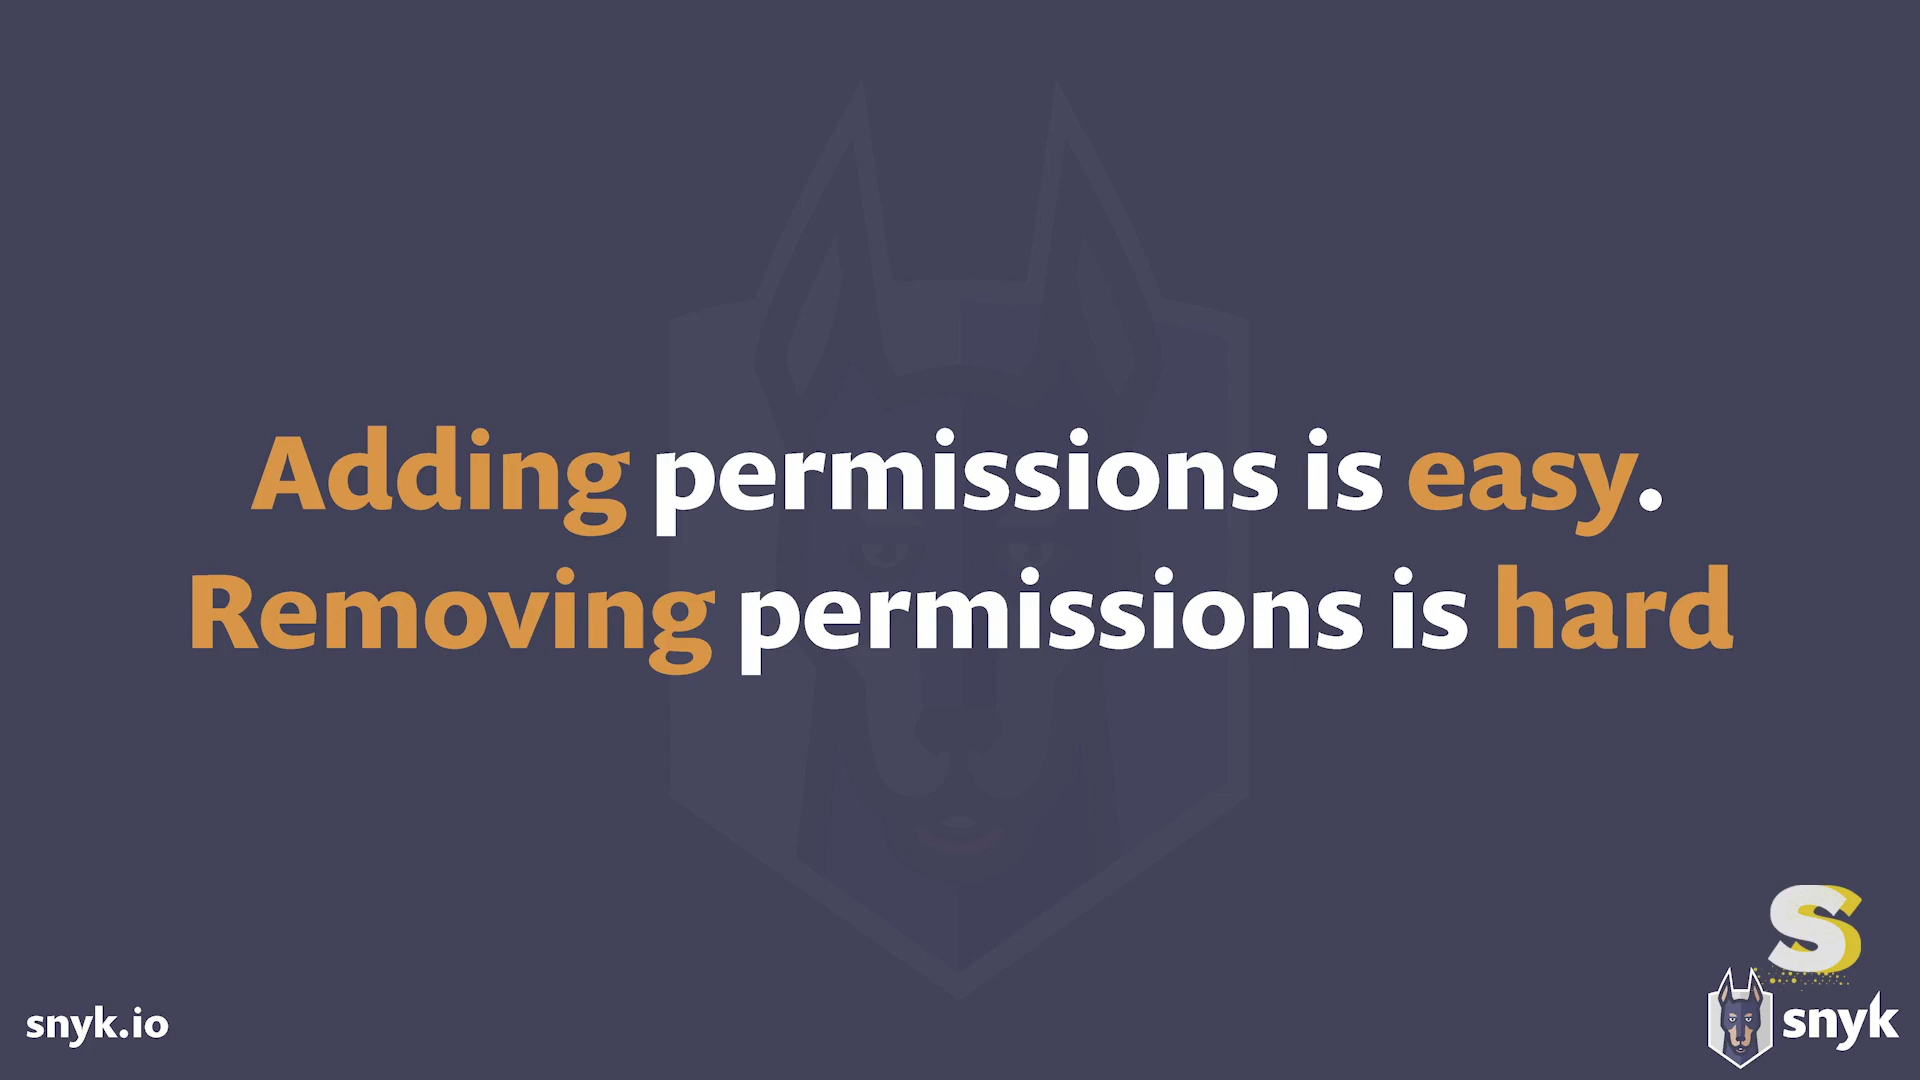 Adding permissions is easy.
Removing permissions is hard
S
snyk.io
snyk